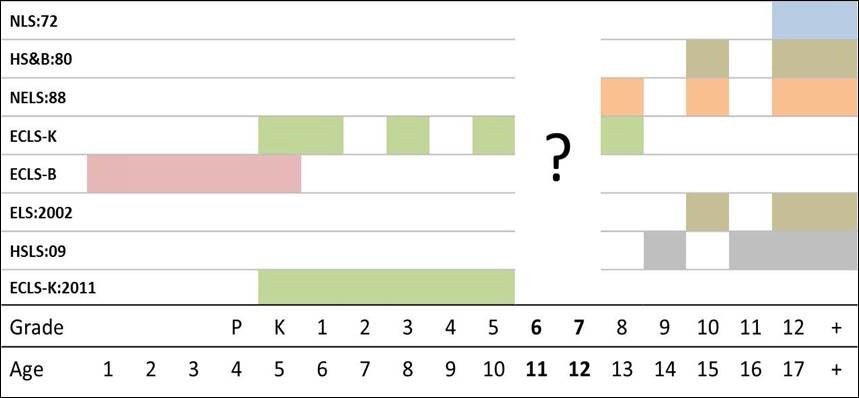 NLS:72
HS&B:80
NELS:88
ECLS-K
?
ECLS-B
ELS:2002
HSLS:09
ECLS-K:2011
Grade P K 1 2 3 4 5 6 7 8 9 10 11 12 +
Age 1 2 3 4 5 6 7 8 9 10 11 12 13 14 15 16 17 +